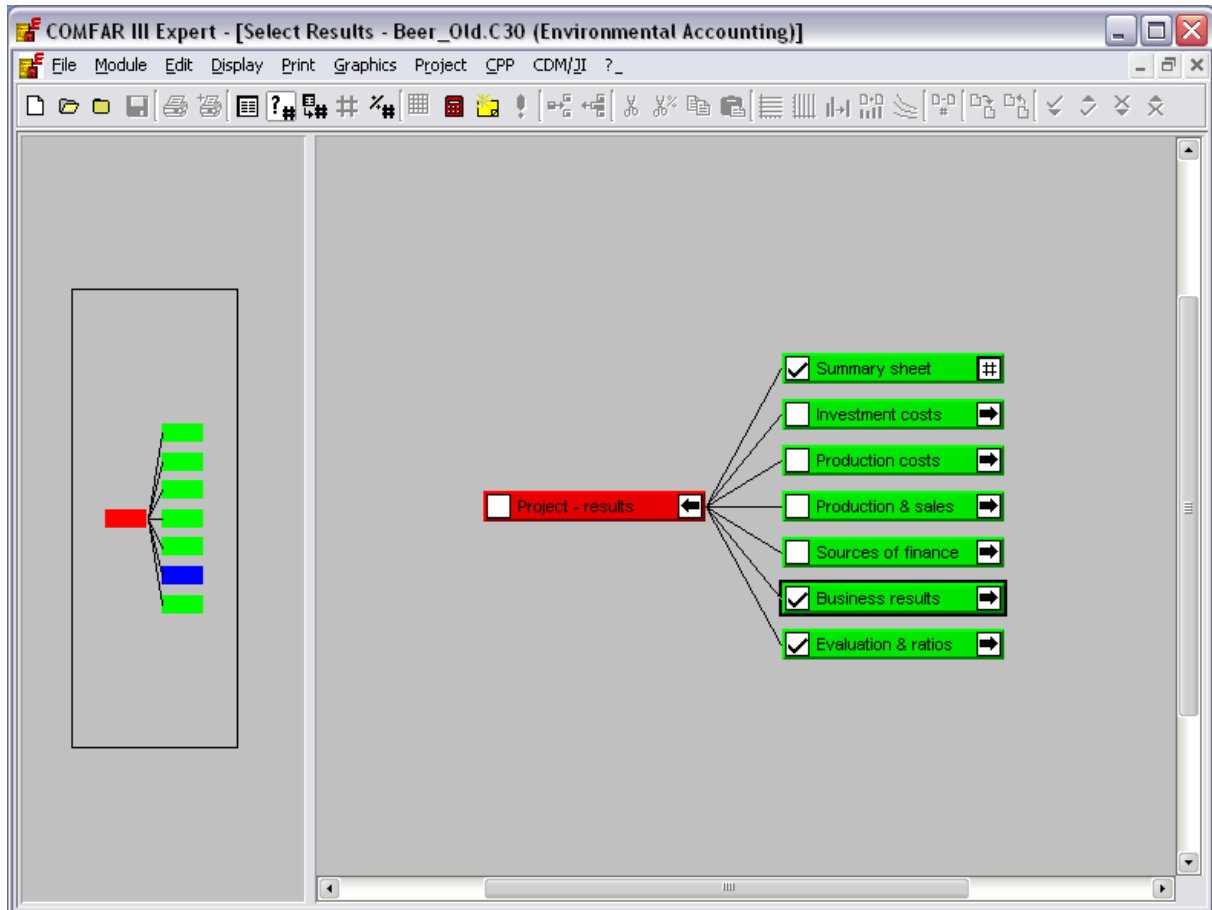 COMFAR III Expert - [Select Results - Beer_Old.C30 (Environmental Accounting)]
File Module Edit Display Print Graphics Project CPP CDM/JI ?_
Summary sheet
Investment costs
Production costs
Project - results
Production & sales
Sources of finance
Business results
Evaluation & ratios